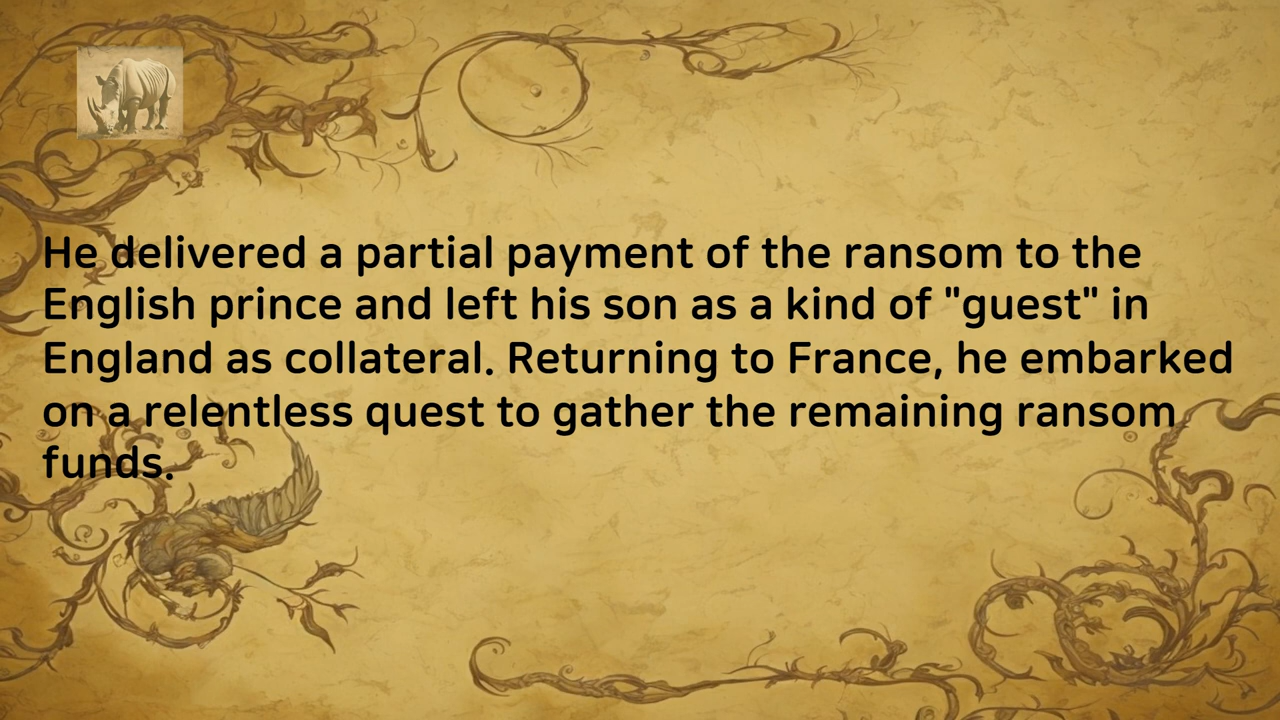 He delivered a partial payment of the ransom to the
English prince and left his son as a kind of "guest" in
England as collateral. Returning to France, he embarked
on a relentless quest to gather the remaining ransom
funds.